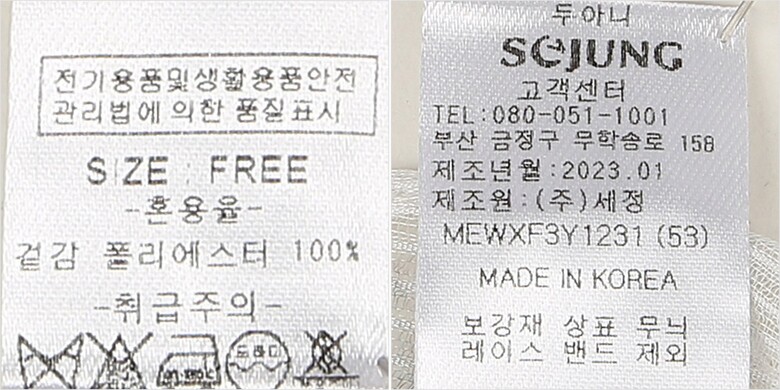 전기용품및생활용품안전
관리법에 의한 품질표시
SIZE : FREE
-혼용율-
겉감 폴리에스터 100%
-취급주의-
드라이
두아니
SEJUNG
고객센터
TEL:080-051-1001
부산 금정구 무학송로 158
제조년월:2023.01
제조원:(주)세정
MEWXF3Y1231 (53)
MADE IN KOREA
보강재 상표 무늬
레이스 밴드 제외